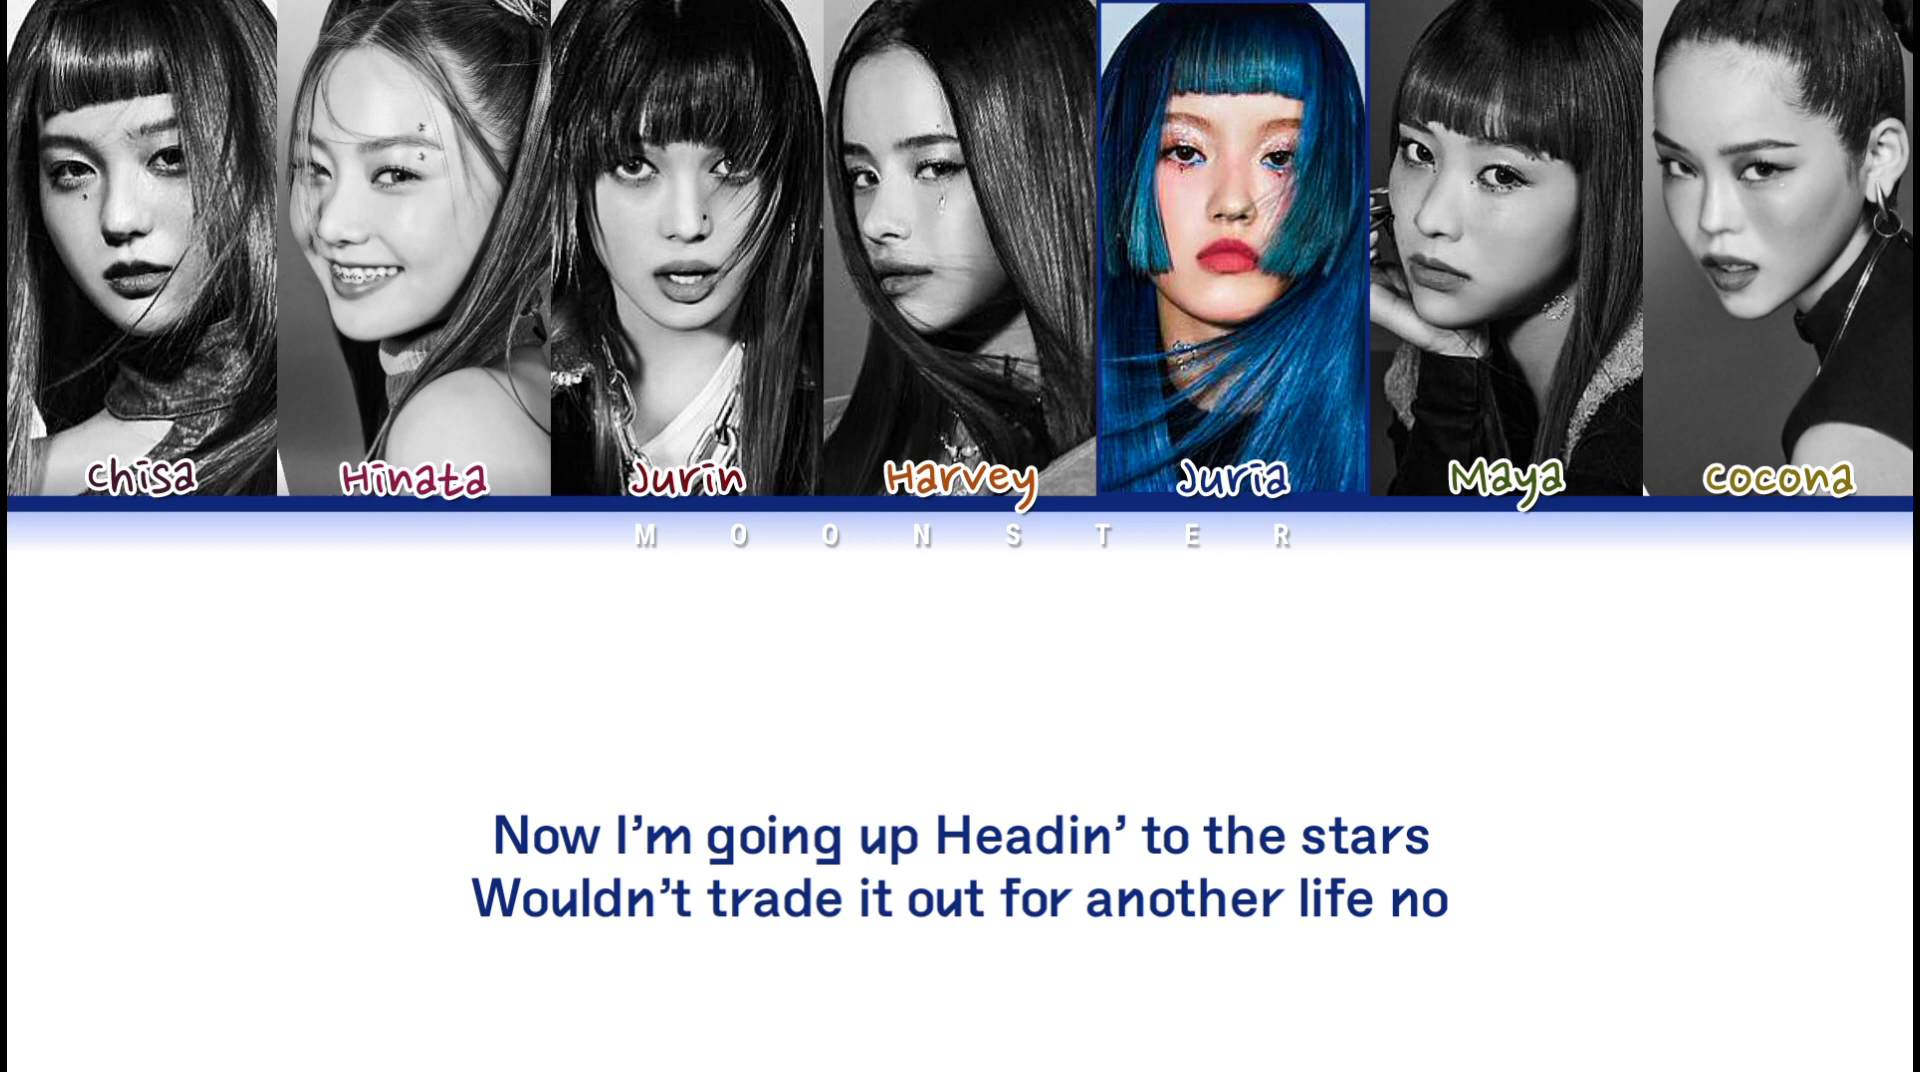 Chisa Hinata Jurin Harvey Juria Maya Cocona
MOONSTER
Now I’m going up Headin’ to the stars
Wouldn’t trade it out for another life no